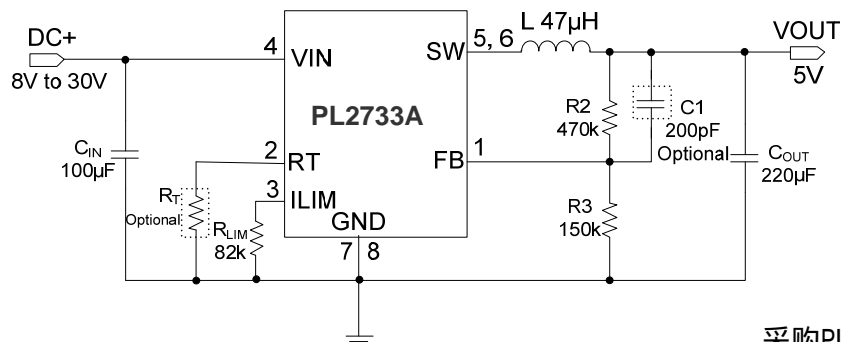 DC+
8V to 30V
CIN
100µF
4
VIN
PL2733A
SW
5, 6
L 47µH
VOUT
5V
R2
470k
C1
200pF
Optional
COUT
220µF
2
RT
3
ILIM
FB
1
RT
Optional
RLIM
82k
GND
7
8
R3
150k
采购PL